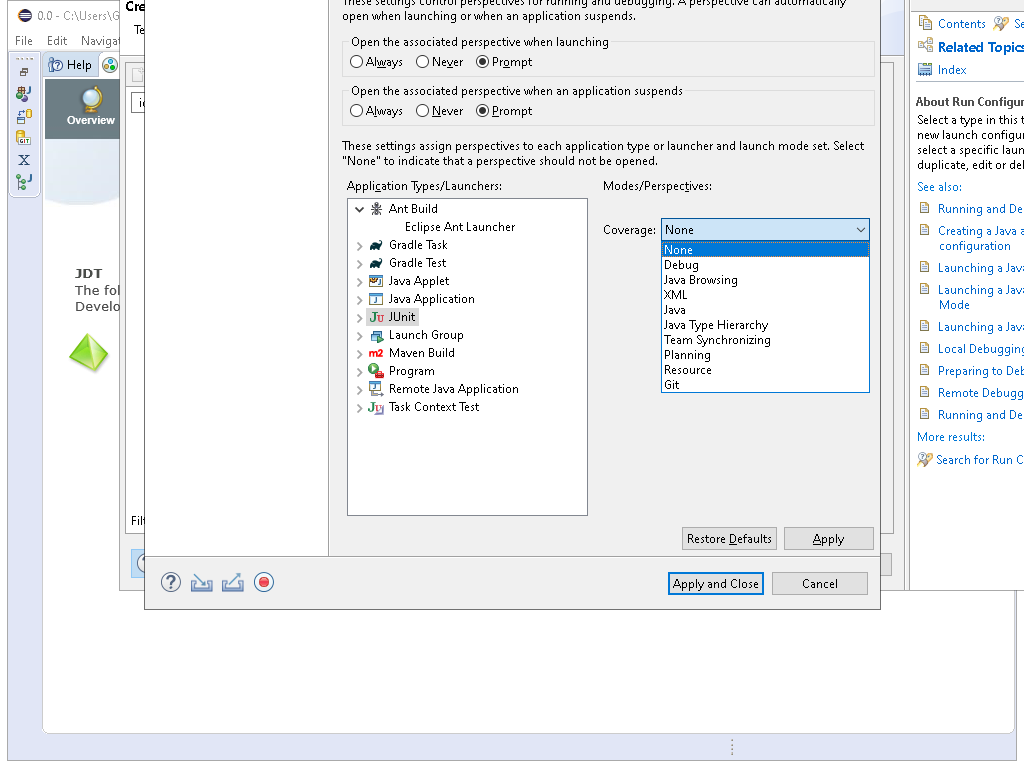 0.0 - C:\Users\G
File Edit Navigat
Help
Overview
JDT
The fol
Develo
Cre
Te
These settings control perspectives for running and debugging. A perspective can automatically
open when launching or when an application suspends.
Open the associated perspective when launching
Always Never Prompt
Open the associated perspective when an application suspends
Always Never Prompt
These settings assign perspectives to each application type or launcher and launch mode set. Select
"None" to indicate that a perspective should not be opened.
Application Types/Launchers:
Ant Build
Eclipse Ant Launcher
Gradle Task
Gradle Test
Java Applet
Java Application
JUnit
Launch Group
Maven Build
Program
Remote Java Application
Task Context Test
Modes/Perspectives:
Coverage: None
None
Debug
Java Browsing
XML
Java
Java Type Hierarchy
Team Synchronizing
Planning
Resource
Git
Filt
Restore Defaults Apply
Apply and Close Cancel
Contents Se
Related Topics
Index
About Run Configur
Select a type in this t
new launch configur
select a specific laun
duplicate, edit or del
See also:
Running and De
Creating a Java a
configuration
Launching a Java
Launching a Java
Mode
Launching a Java
Local Debugging
Preparing to Deb
Remote Debugg
Running and De
More results:
Search for Run C